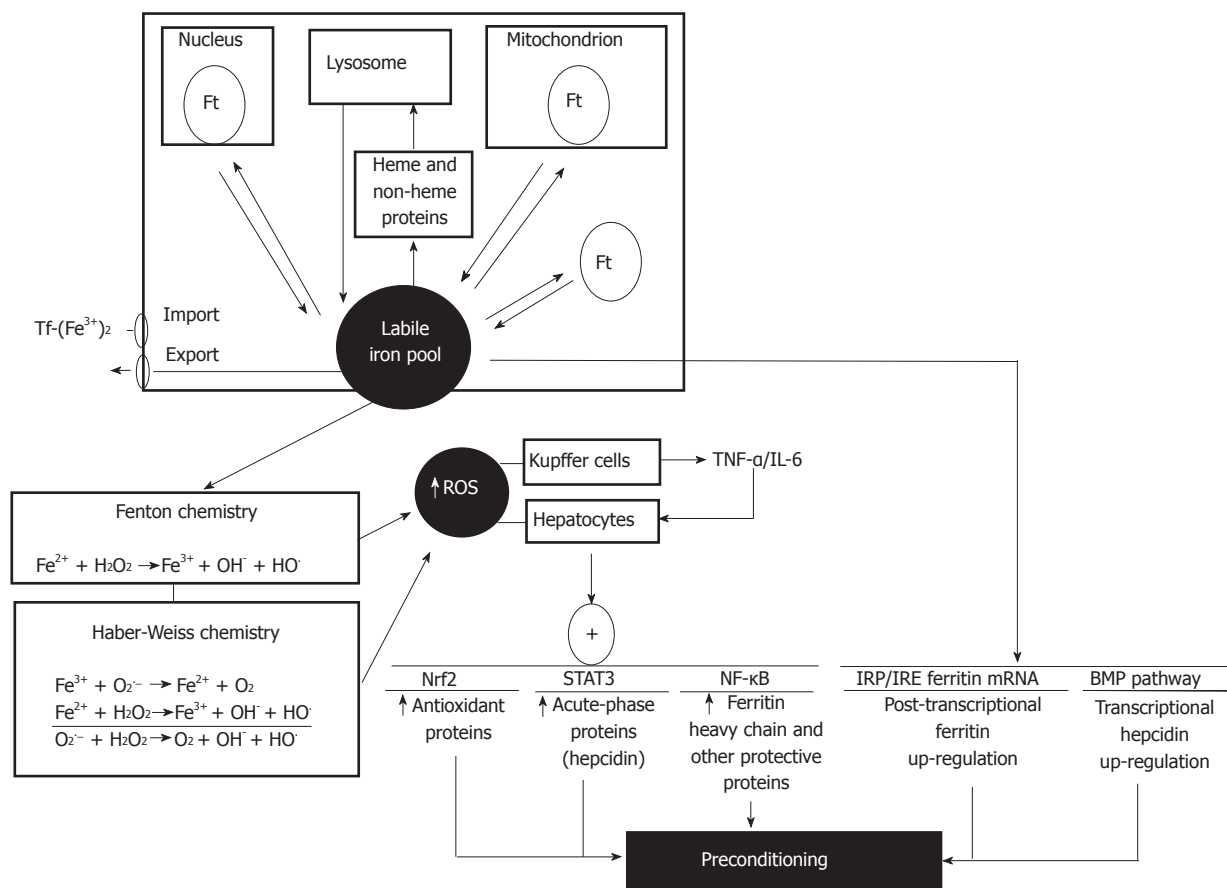 Nucleus
Ft
Lysosome
Mitochondrion
Ft
Heme and
non-heme
proteins
Ft
Import
Tf-(Fe³⁺)₂
Export
Labile
iron pool
Fenton chemistry
Fe²⁺ + H₂O₂ → Fe³⁺ + OH⁻ + HO·
Haber-Weiss chemistry
Fe³⁺ + O₂·⁻ → Fe²⁺ + O₂
Fe²⁺ + H₂O₂ → Fe³⁺ + OH⁻ + HO·
O₂·⁻ + H₂O₂ → O₂ + OH⁻ + HO·
↑ ROS
Kupffer cells
TNF-α/IL-6
Hepatocytes
+
Nrf2
↑ Antioxidant
proteins
STAT3
↑ Acute-phase
proteins
(hepcidin)
NF-κB
↑ Ferritin
heavy chain and
other protective
proteins
IRP/IRE ferritin mRNA
Post-transcriptional
ferritin
up-regulation
BMP pathway
Transcriptional
hepcidin
up-regulation
Preconditioning